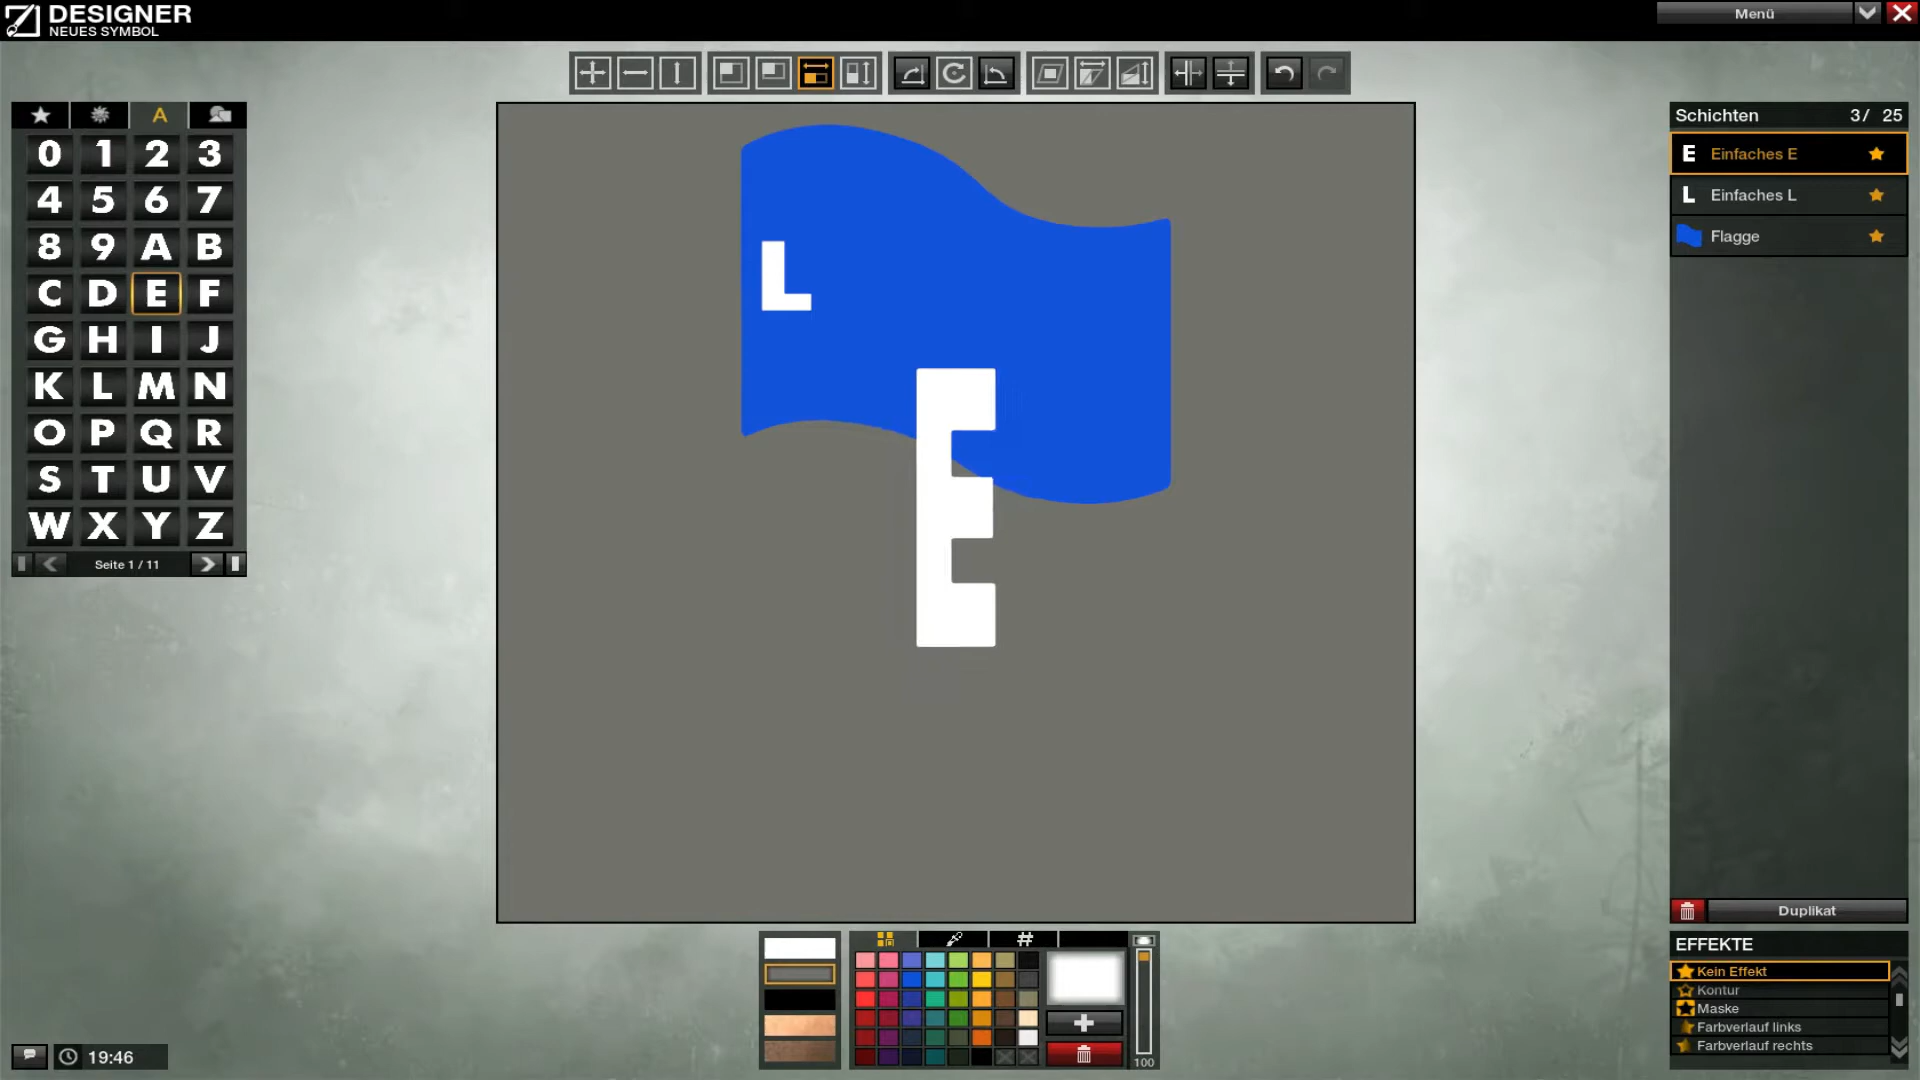 DESIGNER
NEUES SYMBOL
Menü
A
0 1 2 3
4 5 6 7
8 9 A B
C D E F
G H I J
K L M N
O P Q R
S T U V
W X Y Z
Seite 1 / 11
L
E
Schichten 3/ 25
E Einfaches E
L Einfaches L
Flagge
Duplikat
EFFEKTE
Kein Effekt
Kontur
Maske
Farbverlauf links
Farbverlauf rechts
#
100
19:46